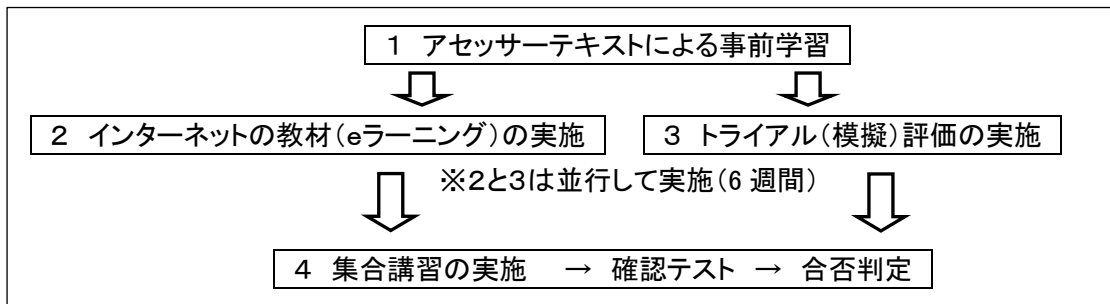 1 アセッサーテキストによる事前学習
2 インターネットの教材(eラーニング)の実施
3 トライアル(模擬)評価の実施
※2と3は並行して実施(6 週間)
4 集合講習の実施 → 確認テスト → 合否判定